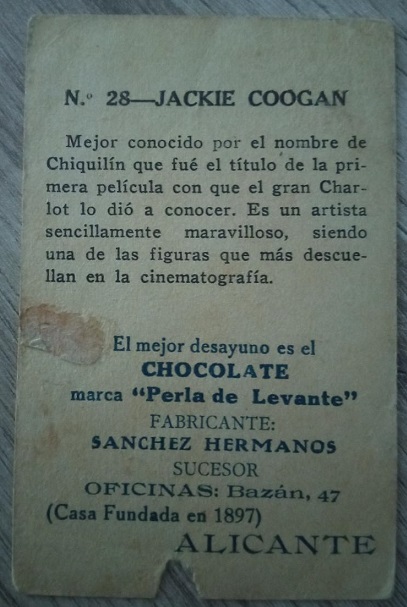 N.º 28—JACKIE COOGAN
Mejor conocido por el nombre de
Chiquilín que fué el título de la pri-
mera película con que el gran Char-
lot lo dió a conocer. Es un artista
sencillamente maravilloso, siendo
una de las figuras que más descue-
llan en la cinematografía.
El mejor desayuno es el
CHOCOLATE
marca "Perla de Levante"
FABRICANTE:
SANCHEZ HERMANOS
SUCESOR
OFICINAS: Bazán, 47
(Casa Fundada en 1897)
ALICANTE